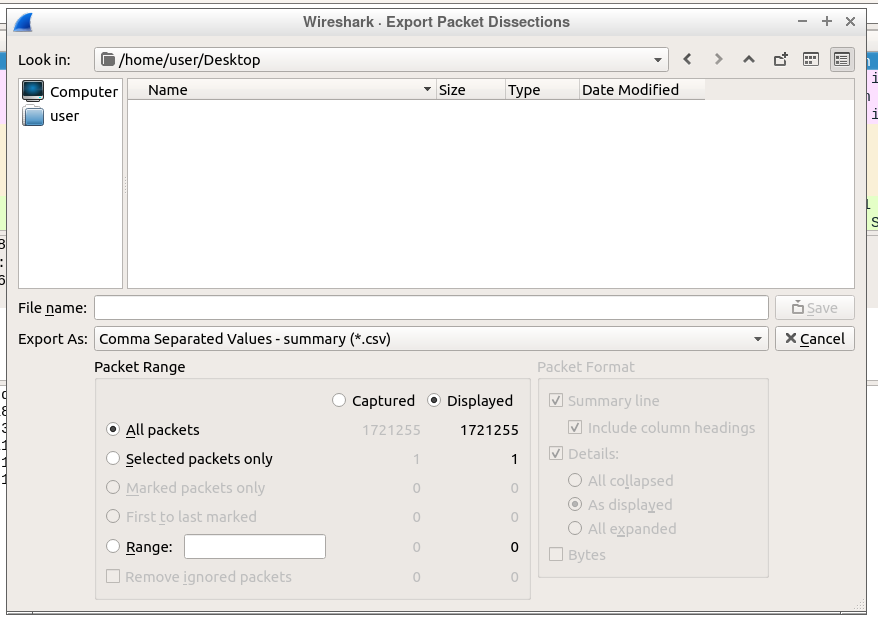 Wireshark · Export Packet Dissections
Look in: /home/user/Desktop
Computer
user
Name Size Type Date Modified
File name: Save
Export As: Comma Separated Values - summary (*.csv) Cancel
Packet Range
Captured Displayed
All packets 1721255 1721255
Selected packets only 1 1
Marked packets only 0 0
First to last marked 0 0
Range: 0 0
Remove ignored packets 0 0
Packet Format
Summary line
Include column headings
Details:
All collapsed
As displayed
All expanded
Bytes